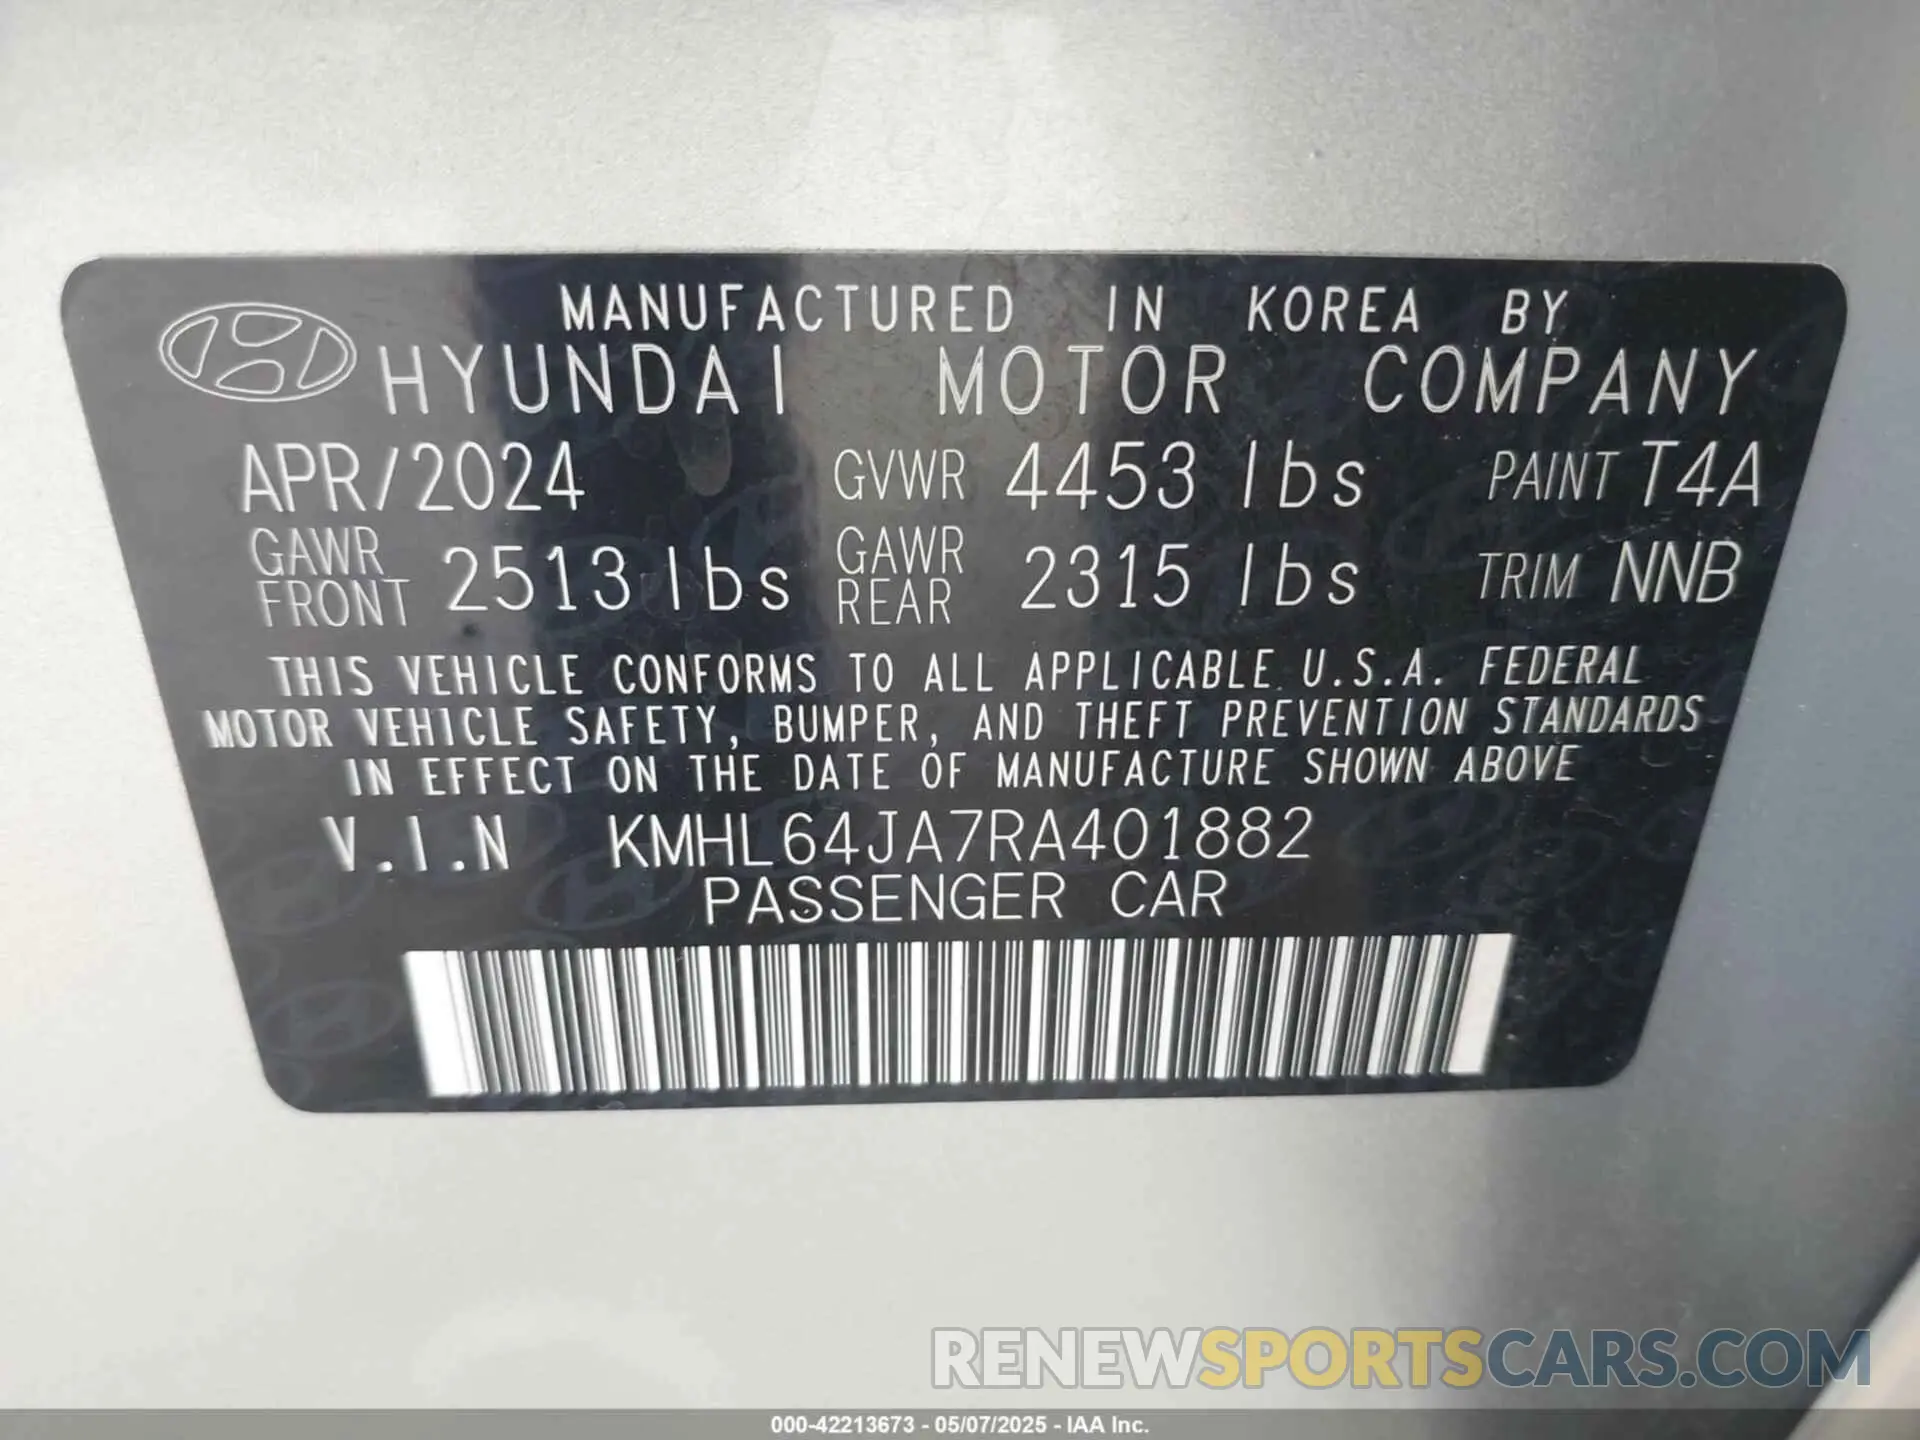 MANUFACTURED IN KOREA BY
HYUNDAI MOTOR COMPANY
APR/2024 GVWR 4453 lbs PAINT T4A
GAWR FRONT 2513 lbs GAWR REAR 2315 lbs TRIM NNB
THIS VEHICLE CONFORMS TO ALL APPLICABLE U.S.A. FEDERAL
MOTOR VEHICLE SAFETY, BUMPER, AND THEFT PREVENTION STANDARDS
IN EFFECT ON THE DATE OF MANUFACTURE SHOWN ABOVE
V.I.N KMHL64JA7RA401882
PASSENGER CAR
RENEWSPORTSCARS.COM
000-42213673 - 05/07/2025 - IAA Inc.